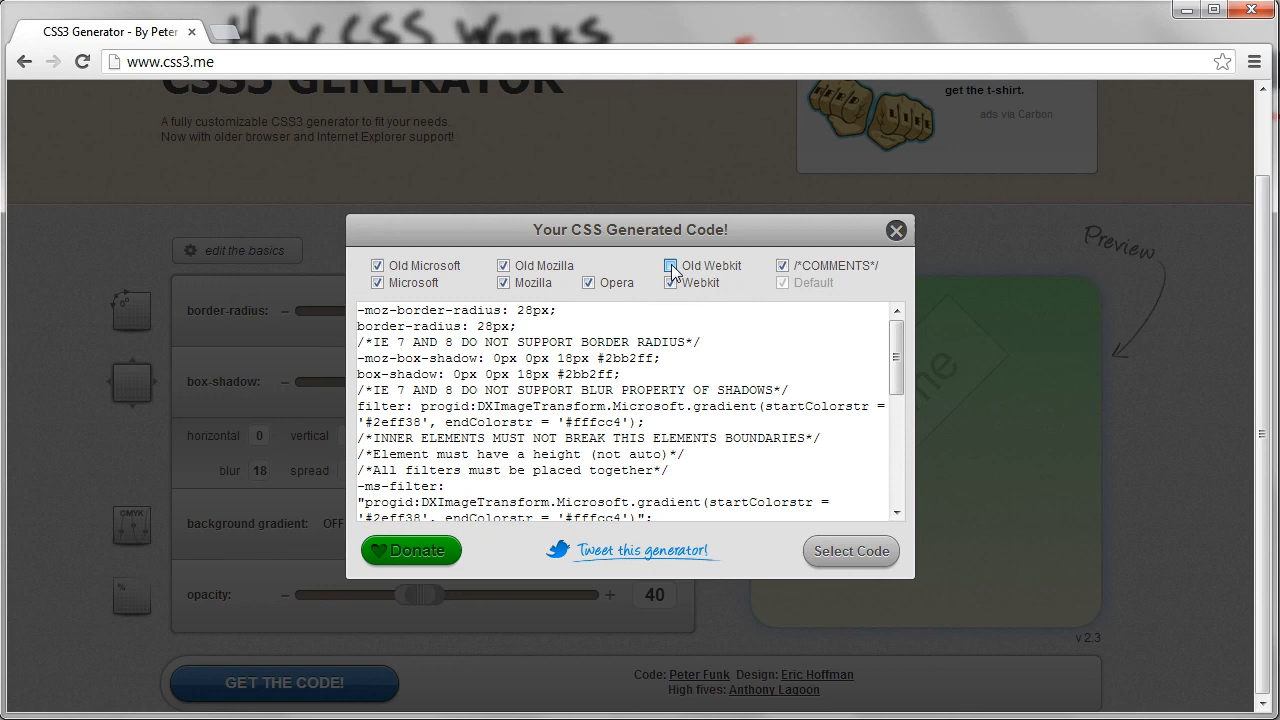 How CSS Works
CSS3 Generator - By Peter
www.css3.me
CSS3 GENERATOR
A fully customizable CSS3 generator to fit your needs.
Now with older browser and Internet Explorer support!
get the t-shirt.
ads via Carbon
edit the basics
Preview
Your CSS Generated Code!
Old Microsoft
Old Mozilla
Old Webkit
/*COMMENTS*/
Microsoft
Mozilla
Opera
Webkit
Default
-moz-border-radius: 28px;
border-radius: 28px;
/*IE 7 AND 8 DO NOT SUPPORT BORDER RADIUS*/
-moz-box-shadow: 0px 0px 18px #2bb2ff;
box-shadow: 0px 0px 18px #2bb2ff;
/*IE 7 AND 8 DO NOT SUPPORT BLUR PROPERTY OF SHADOWS*/
filter: progid:DXImageTransform.Microsoft.gradient(startColorstr =
'#2eff38', endColorstr = '#fffcc4');
/*INNER ELEMENTS MUST NOT BREAK THIS ELEMENTS BOUNDARIES*/
/*Element must have a height (not auto)*/
/*All filters must be placed together*/
-ms-filter:
"progid:DXImageTransform.Microsoft.gradient(startColorstr =
'#2eff38', endColorstr = '#fffcc4')";
Donate
Tweet this generator!
Select Code
border-radius:
box-shadow:
horizontal 0 vertical
blur 18 spread
CMYK
background gradient: OFF
%
opacity:
40
me
v 2.3
GET THE CODE!
Code: Peter Funk Design: Eric Hoffman
High fives: Anthony Lagoon